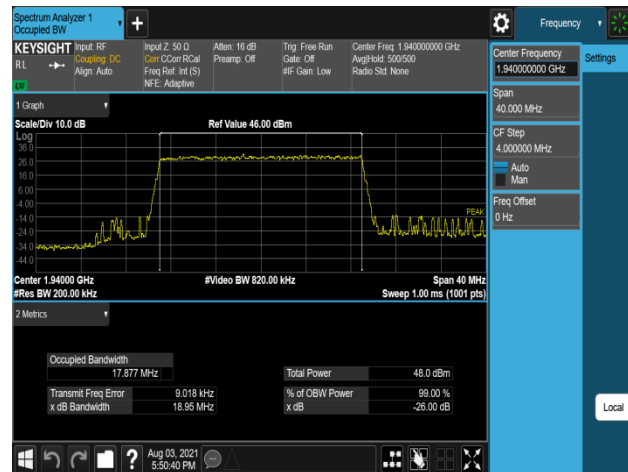 Spectrum Analyzer 1
Occupied BW
+
Frequency
KEYSIGHT
RL
Input: RF
Coupling: DC
Align: Auto
Input Z: 50 Ω
Corr CCorr RCal
Freq Ref: Int (S)
NFE: Adaptive
Atten: 16 dB
Preamp: Off
Trig: Free Run
Gate: Off
#IF Gain: Low
Center Freq: 1.940000000 GHz
Avg|Hold: 500/500
Radio Std: None
Center Frequency
1.940000000 GHz
Settings
Span
40.000 MHz
CF Step
4.000000 MHz
Auto
Man
Freq Offset
0 Hz
Local
1 Graph
Scale/Div 10.0 dB
Ref Value 46.00 dBm
Log
36.0
26.0
16.0
6.00
-4.00
-14.0
-24.0
-34.0
-44.0
PEAK
Center 1.94000 GHz
#Video BW 820.00 kHz
Span 40 MHz
#Res BW 200.00 kHz
Sweep 1.00 ms (1001 pts)
2 Metrics
Occupied Bandwidth
17.877 MHz
Total Power 48.0 dBm
Transmit Freq Error 9.018 kHz
% of OBW Power 99.00 %
x dB Bandwidth 18.95 MHz
x dB -26.00 dB
?
Aug 03, 2021
5:50:40 PM